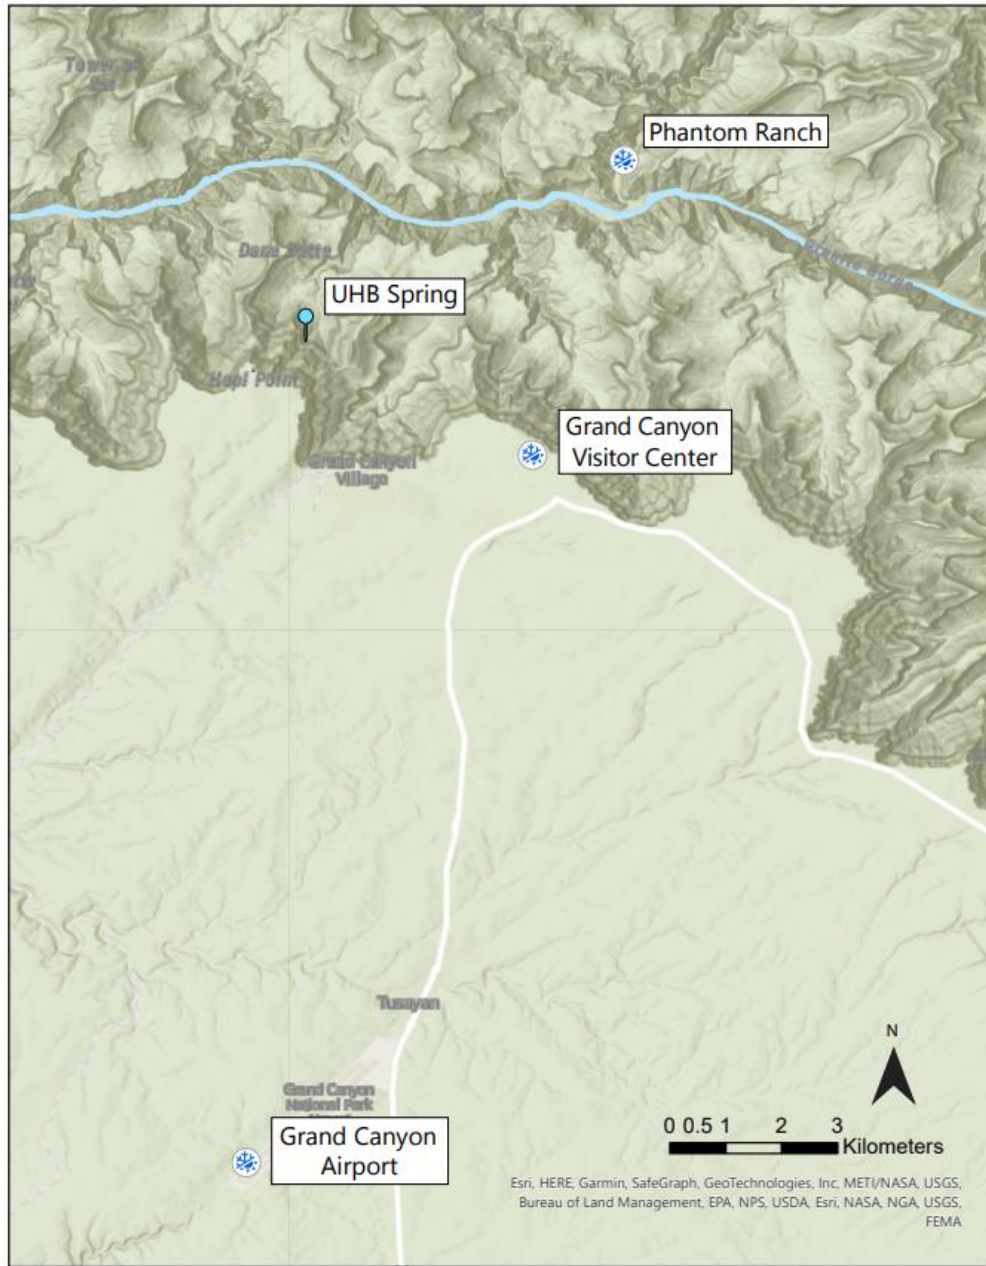 Phantom Ranch
Dana Butte
UHB Spring
Hopi Point
Grand Canyon
Visitor Center
Grand Canyon
Village
Tusayan
N
Grand Canyon
National Park
0 0.5 1 2 3
Kilometers
Grand Canyon
Airport
Esri, HERE, Garmin, SafeGraph, GeoTechnologies, Inc, METI/NASA, USGS,
Bureau of Land Management, EPA, NPS, USDA, Esri, NASA, NGA, USGS,
FEMA